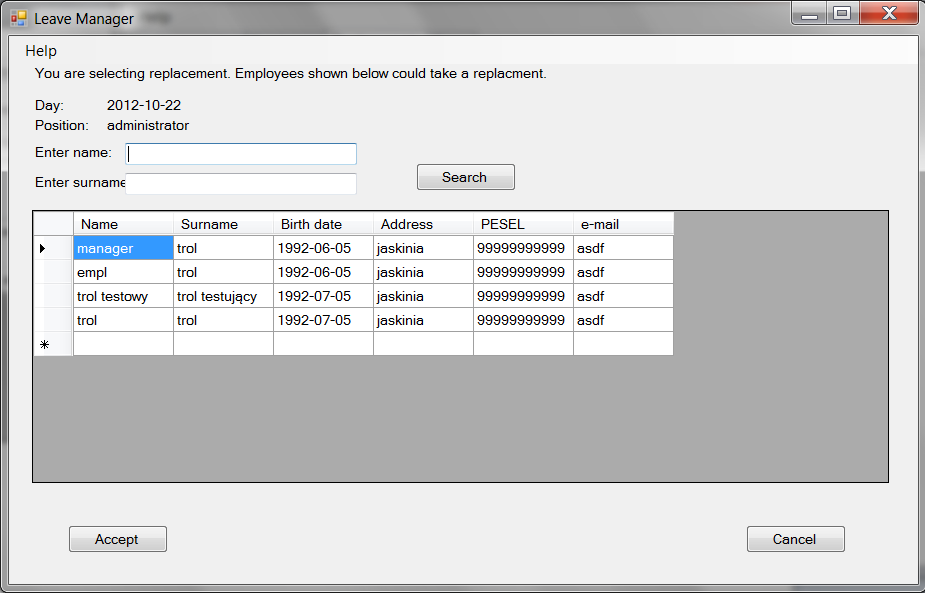 Leave Manager
Help
You are selecting replacement. Employees shown below could take a replacment.
Day: 2012-10-22
Position: administrator
Enter name:
Enter surname
Search
Name Surname Birth date Address PESEL e-mail
manager trol 1992-06-05 jaskinia 99999999999 asdf
empl trol 1992-06-05 jaskinia 99999999999 asdf
trol testowy trol testujący 1992-07-05 jaskinia 99999999999 asdf
trol trol 1992-07-05 jaskinia 99999999999 asdf
Accept Cancel